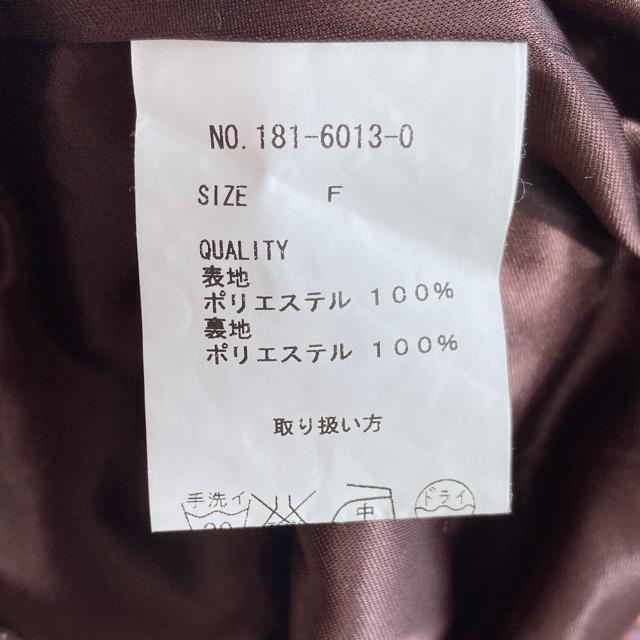 NO. 181-6013-0
SIZE F
QUALITY
表地
ポリエステル 100%
裏地
ポリエステル 100%
取り扱い方
手洗イ 中 ドライ